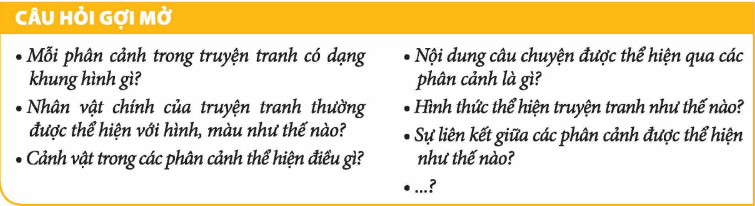 CÂU HỎI GỢI MỞ
• Mỗi phân cảnh trong truyện tranh có dạng
khung hình gì?
• Nhân vật chính của truyện tranh thường
được thể hiện với hình, màu như thế nào?
• Cảnh vật trong các phân cảnh thể hiện điều gì?
• Nội dung câu chuyện được thể hiện qua các
phân cảnh là gì?
• Hình thức thể hiện truyện tranh như thế nào?
• Sự liên kết giữa các phân cảnh được thể hiện
như thế nào?
• ...?